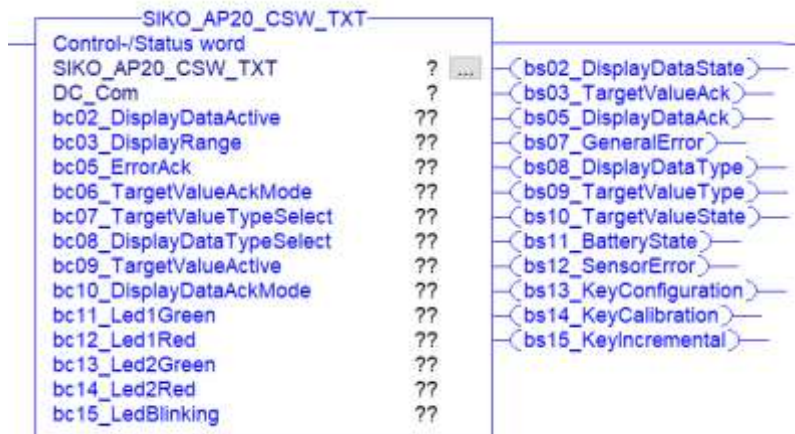 SIKO_AP20_CSW_TXT
Control-/Status word
SIKO_AP20_CSW_TXT ? ...
DC_Com ?
bc02_DisplayDataActive ??
bc03_DisplayRange ??
bc05_ErrorAck ??
bc06_TargetValueAckMode ??
bc07_TargetValueTypeSelect ??
bc08_DisplayDataTypeSelect ??
bc09_TargetValueActive ??
bc10_DisplayDataAckMode ??
bc11_Led1Green ??
bc12_Led1Red ??
bc13_Led2Green ??
bc14_Led2Red ??
bc15_LedBlinking ??
bs02_DisplayDataState
bs03_TargetValueAck
bs05_DisplayDataAck
bs07_GeneralError
bs08_DisplayDataType
bs09_TargetValueType
bs10_TargetValueState
bs11_BatteryState
bs12_SensorError
bs13_KeyConfiguration
bs14_KeyCalibration
bs15_KeyIncremental